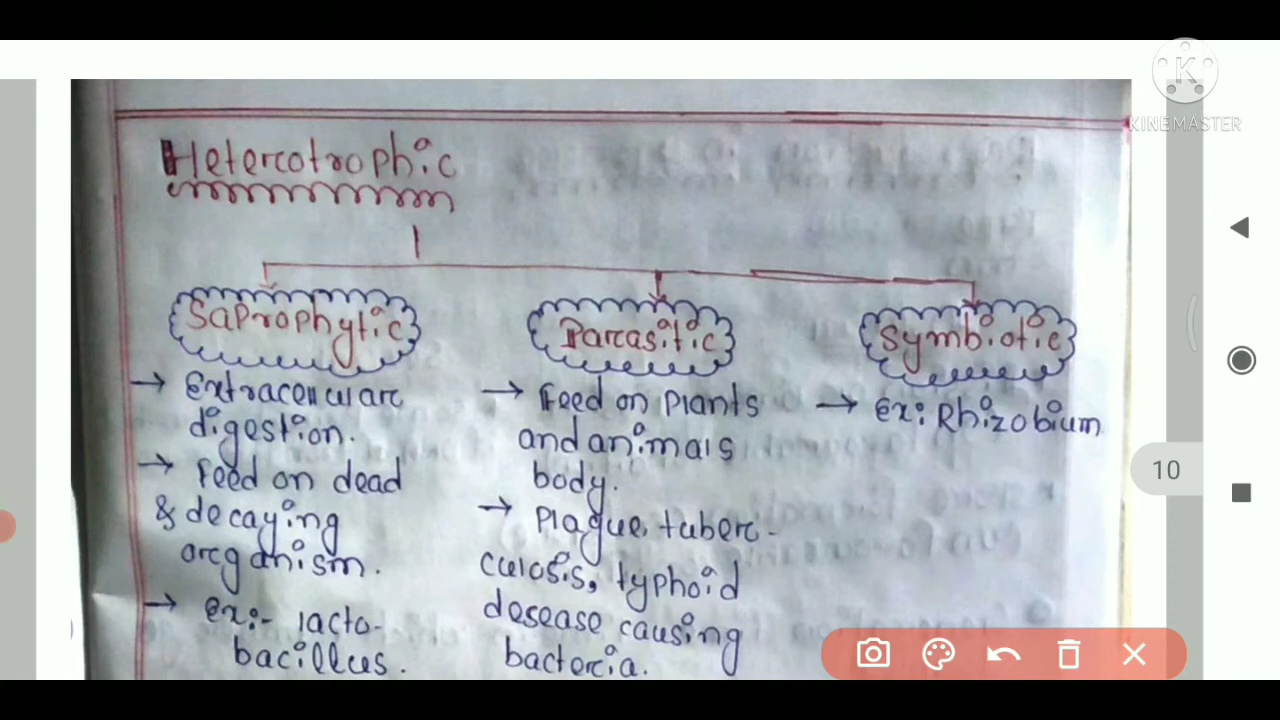 KINEMASTER
Heterotrophic
Saprophytic
Parasitic
Symbiotic
→ Extracellular
digestion.
→ Feed on dead
& decaying
organism.
→ Ex:- lacto-
bacillus.
→ Feed on Plants
and animals
body.
→ Plague, tuber-
culosis, typhoid
desease causing
bacteria.
→ Ex: Rhizobium
10